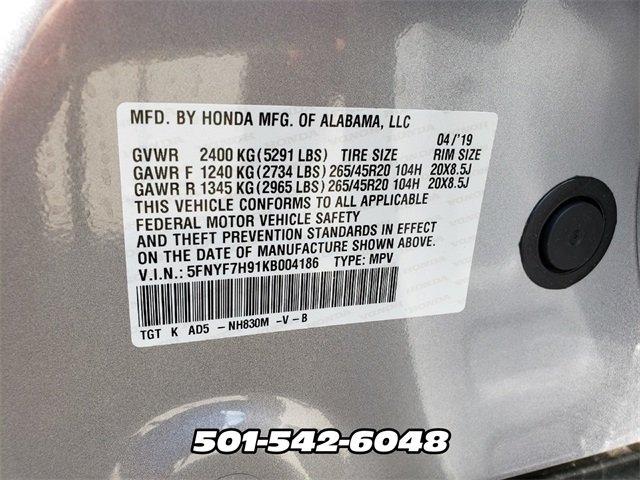 MFD. BY HONDA MFG. OF ALABAMA, LLC
04/'19
GVWR 2400 KG(5291 LBS) TIRE SIZE RIM SIZE
GAWR F 1240 KG(2734 LBS)265/45R20 104H 20X8.5J
GAWR R 1345 KG(2965 LBS)265/45R20 104H 20X8.5J
THIS VEHICLE CONFORMS TO ALL APPLICABLE
FEDERAL MOTOR VEHICLE SAFETY
AND THEFT PREVENTION STANDARDS IN EFFECT
ON THE DATE OF MANUFACTURE SHOWN ABOVE.
V.I.N.: 5FNYF7H91KB004186 TYPE: MPV
TGT K AD5 -NH830M -V-B
501-542-6048